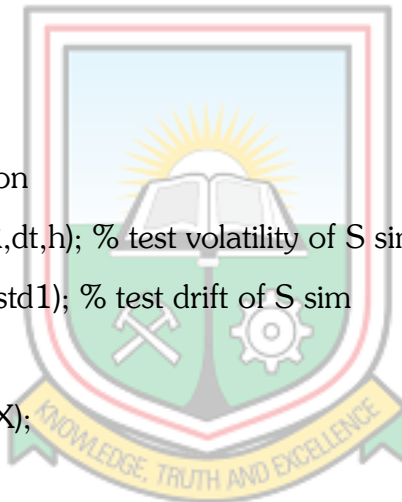 on
,dt,h); % test volatility of S sim
std1); % test drift of S sim
X);
KNOWLEDGE, TRUTH AND EXCELLENCE